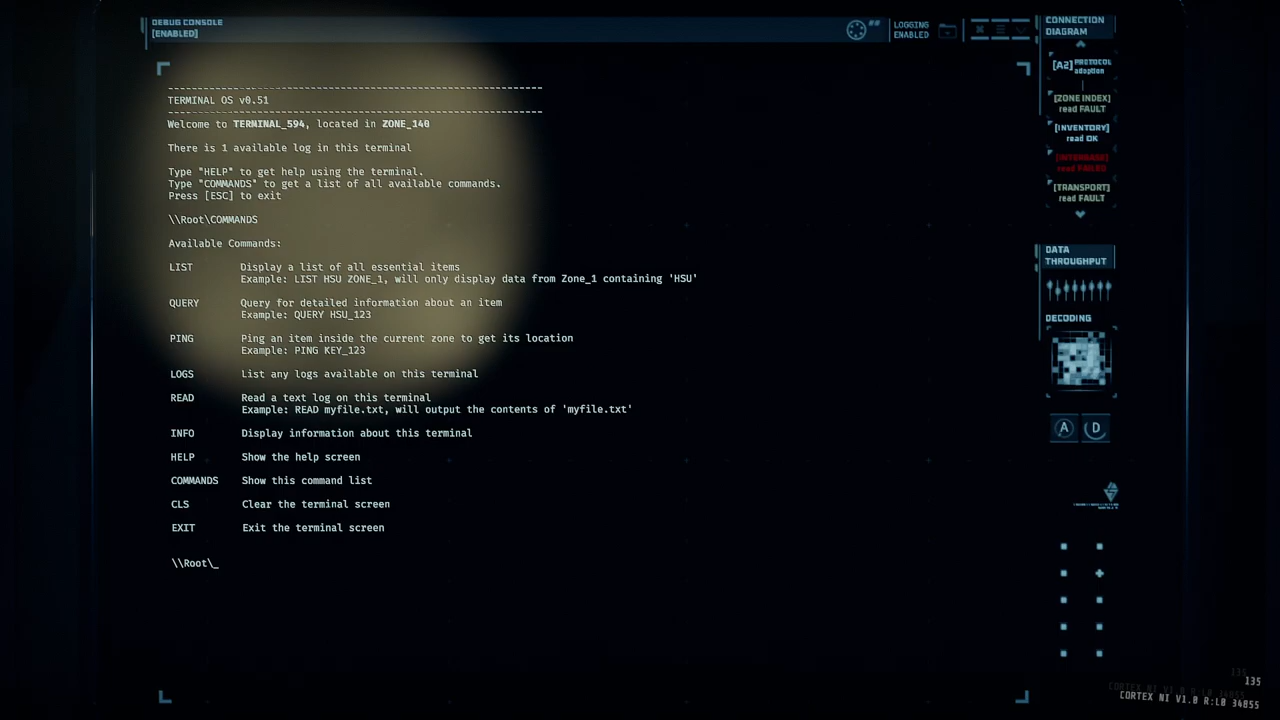 DEBUG CONSOLE
[ENABLED]
LOGGING
ENABLED
------------------------------------------------------------
TERMINAL OS v0.51
------------------------------------------------------------
Welcome to TERMINAL_594, located in ZONE_140
There is 1 available log in this terminal
Type "HELP" to get help using the terminal.
Type "COMMANDS" to get a list of all available commands.
Press [ESC] to exit
\\Root\COMMANDS
Available Commands:
LIST Display a list of all essential items
Example: LIST HSU ZONE_1, will only display data from Zone_1 containing 'HSU'
QUERY Query for detailed information about an item
Example: QUERY HSU_123
PING Ping an item inside the current zone to get its location
Example: PING KEY_123
LOGS List any logs available on this terminal
READ Read a text log on this terminal
Example: READ myfile.txt, will output the contents of 'myfile.txt'
INFO Display information about this terminal
HELP Show the help screen
COMMANDS Show this command list
CLS Clear the terminal screen
EXIT Exit the terminal screen
\\Root\_
CONNECTION
DIAGRAM
[A2] PROTOCOL
adaption
[ZONE INDEX]
read FAULT
[INVENTORY]
read OK
read FAILED
[TRANSPORT]
read FAULT
DATA
THROUGHPUT
DECODING
A D
135
CORTEX NI V1.0 R:L0 34855